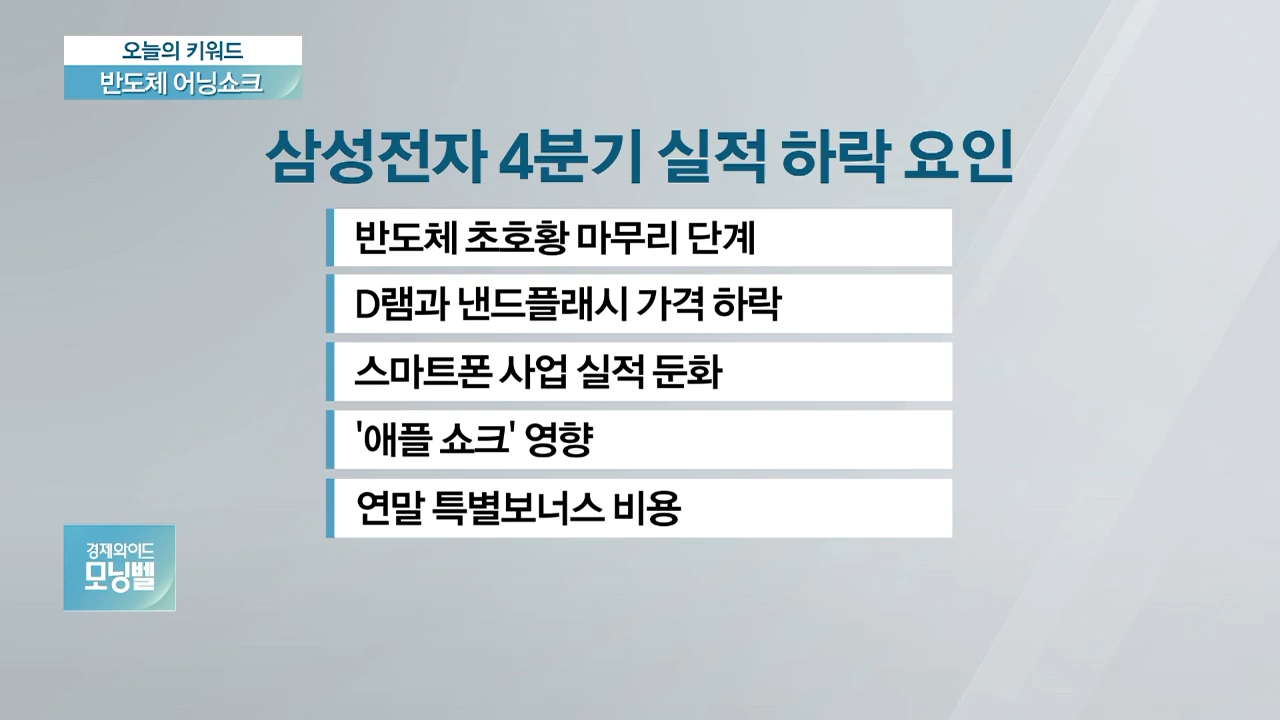 오늘의 키워드
반도체 어닝쇼크
삼성전자 4분기 실적 하락 요인
반도체 초호황 마무리 단계
D램과 낸드플래시 가격 하락
스마트폰 사업 실적 둔화
'애플 쇼크' 영향
연말 특별보너스 비용
경제와이드
모닝벨